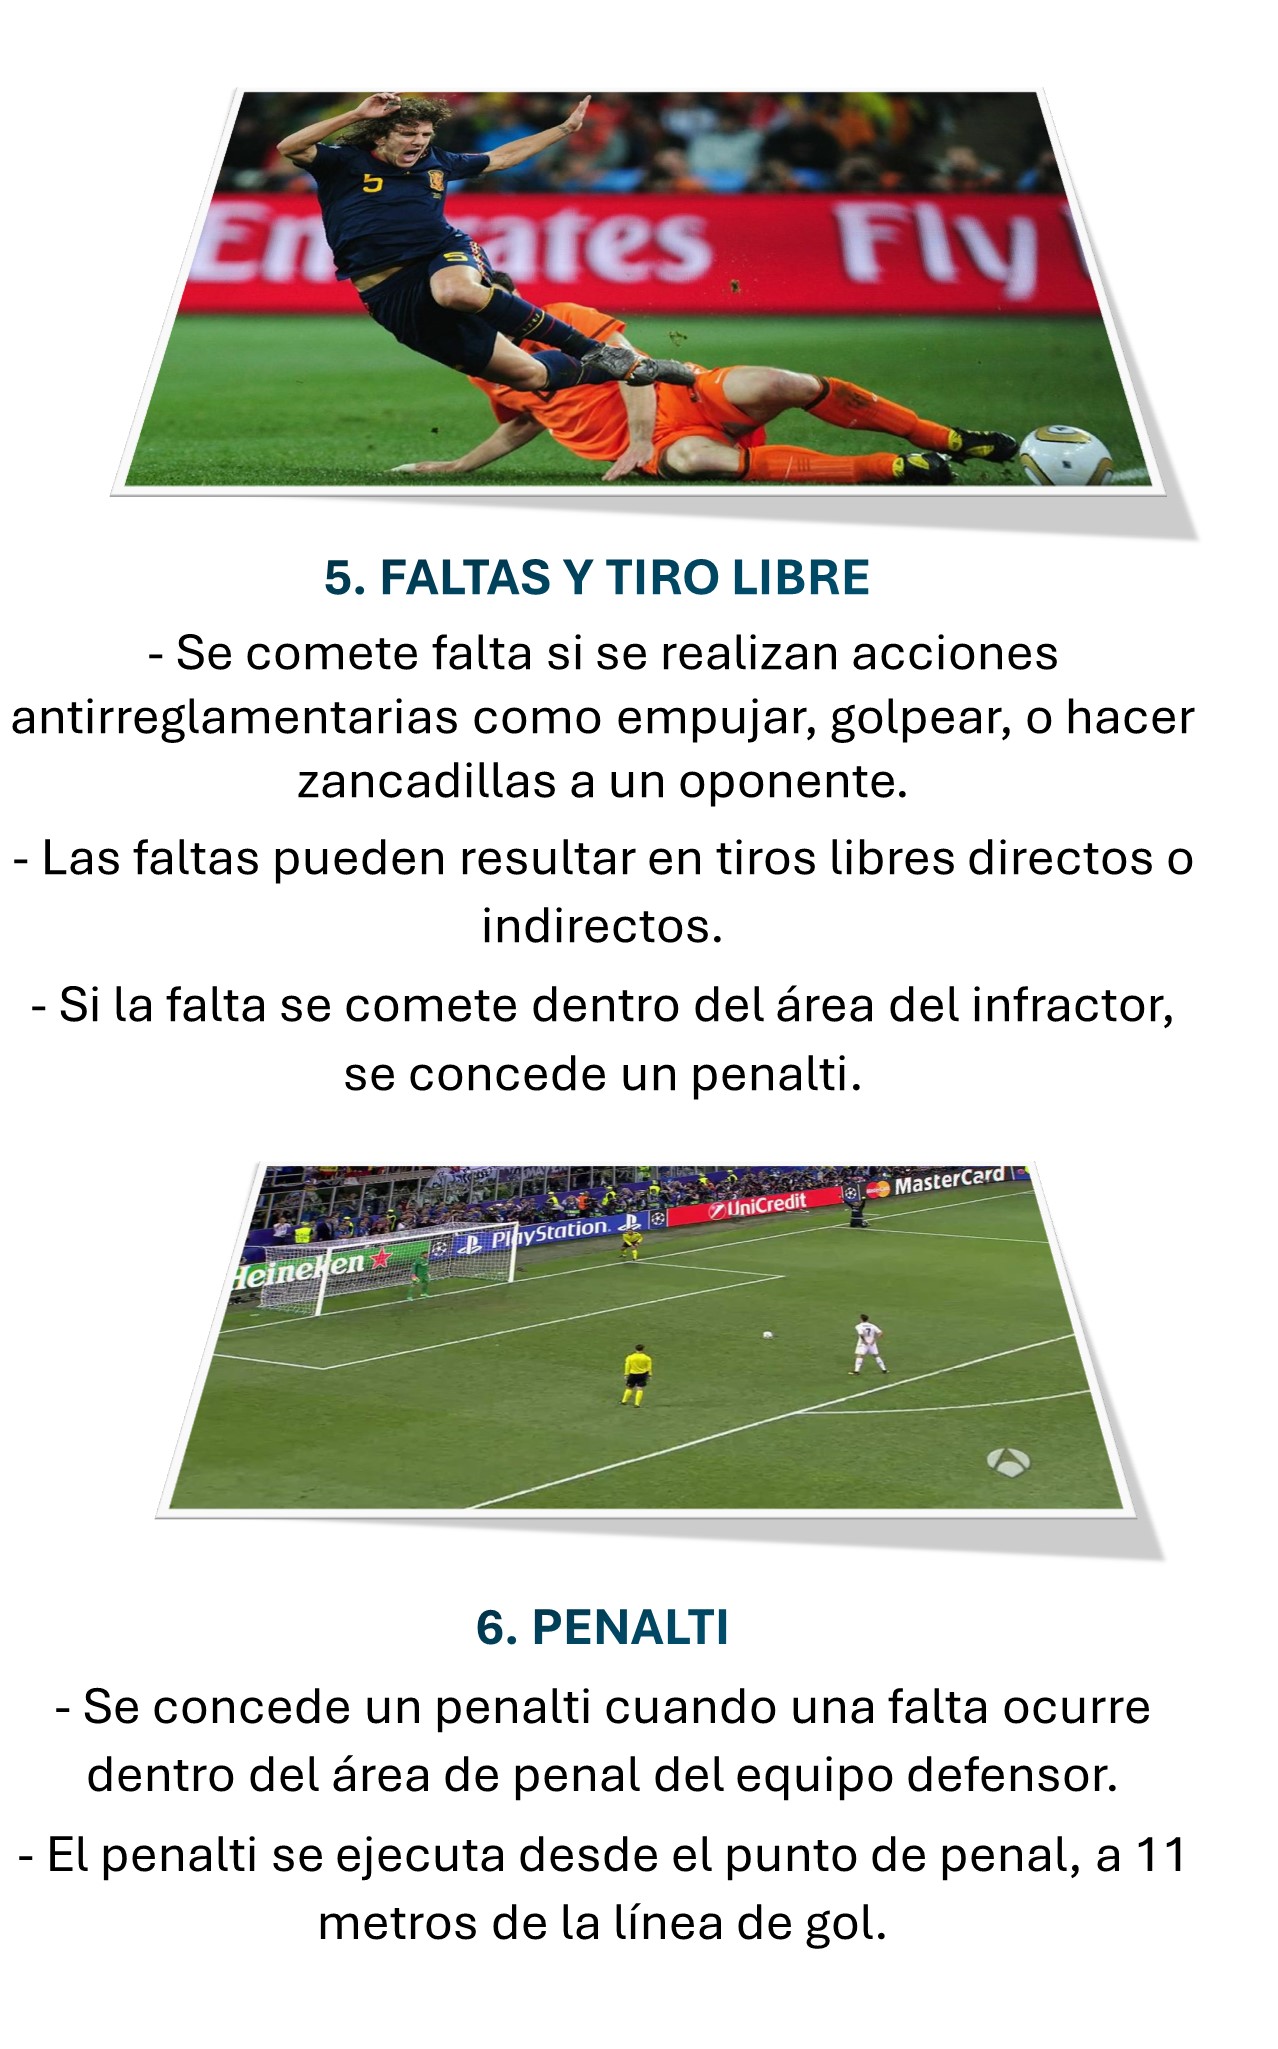 5
5
Emirates Fly
5. FALTAS Y TIRO LIBRE
- Se comete falta si se realizan acciones
antirreglamentarias como empujar, golpear, o hacer
zancadillas a un oponente.
- Las faltas pueden resultar en tiros libres directos o
indirectos.
- Si la falta se comete dentro del área del infractor,
se concede un penalti.
MasterCard
UniCredit
PlayStation.
Heineken
7
6. PENALTI
- Se concede un penalti cuando una falta ocurre
dentro del área de penal del equipo defensor.
- El penalti se ejecuta desde el punto de penal, a 11
metros de la línea de gol.